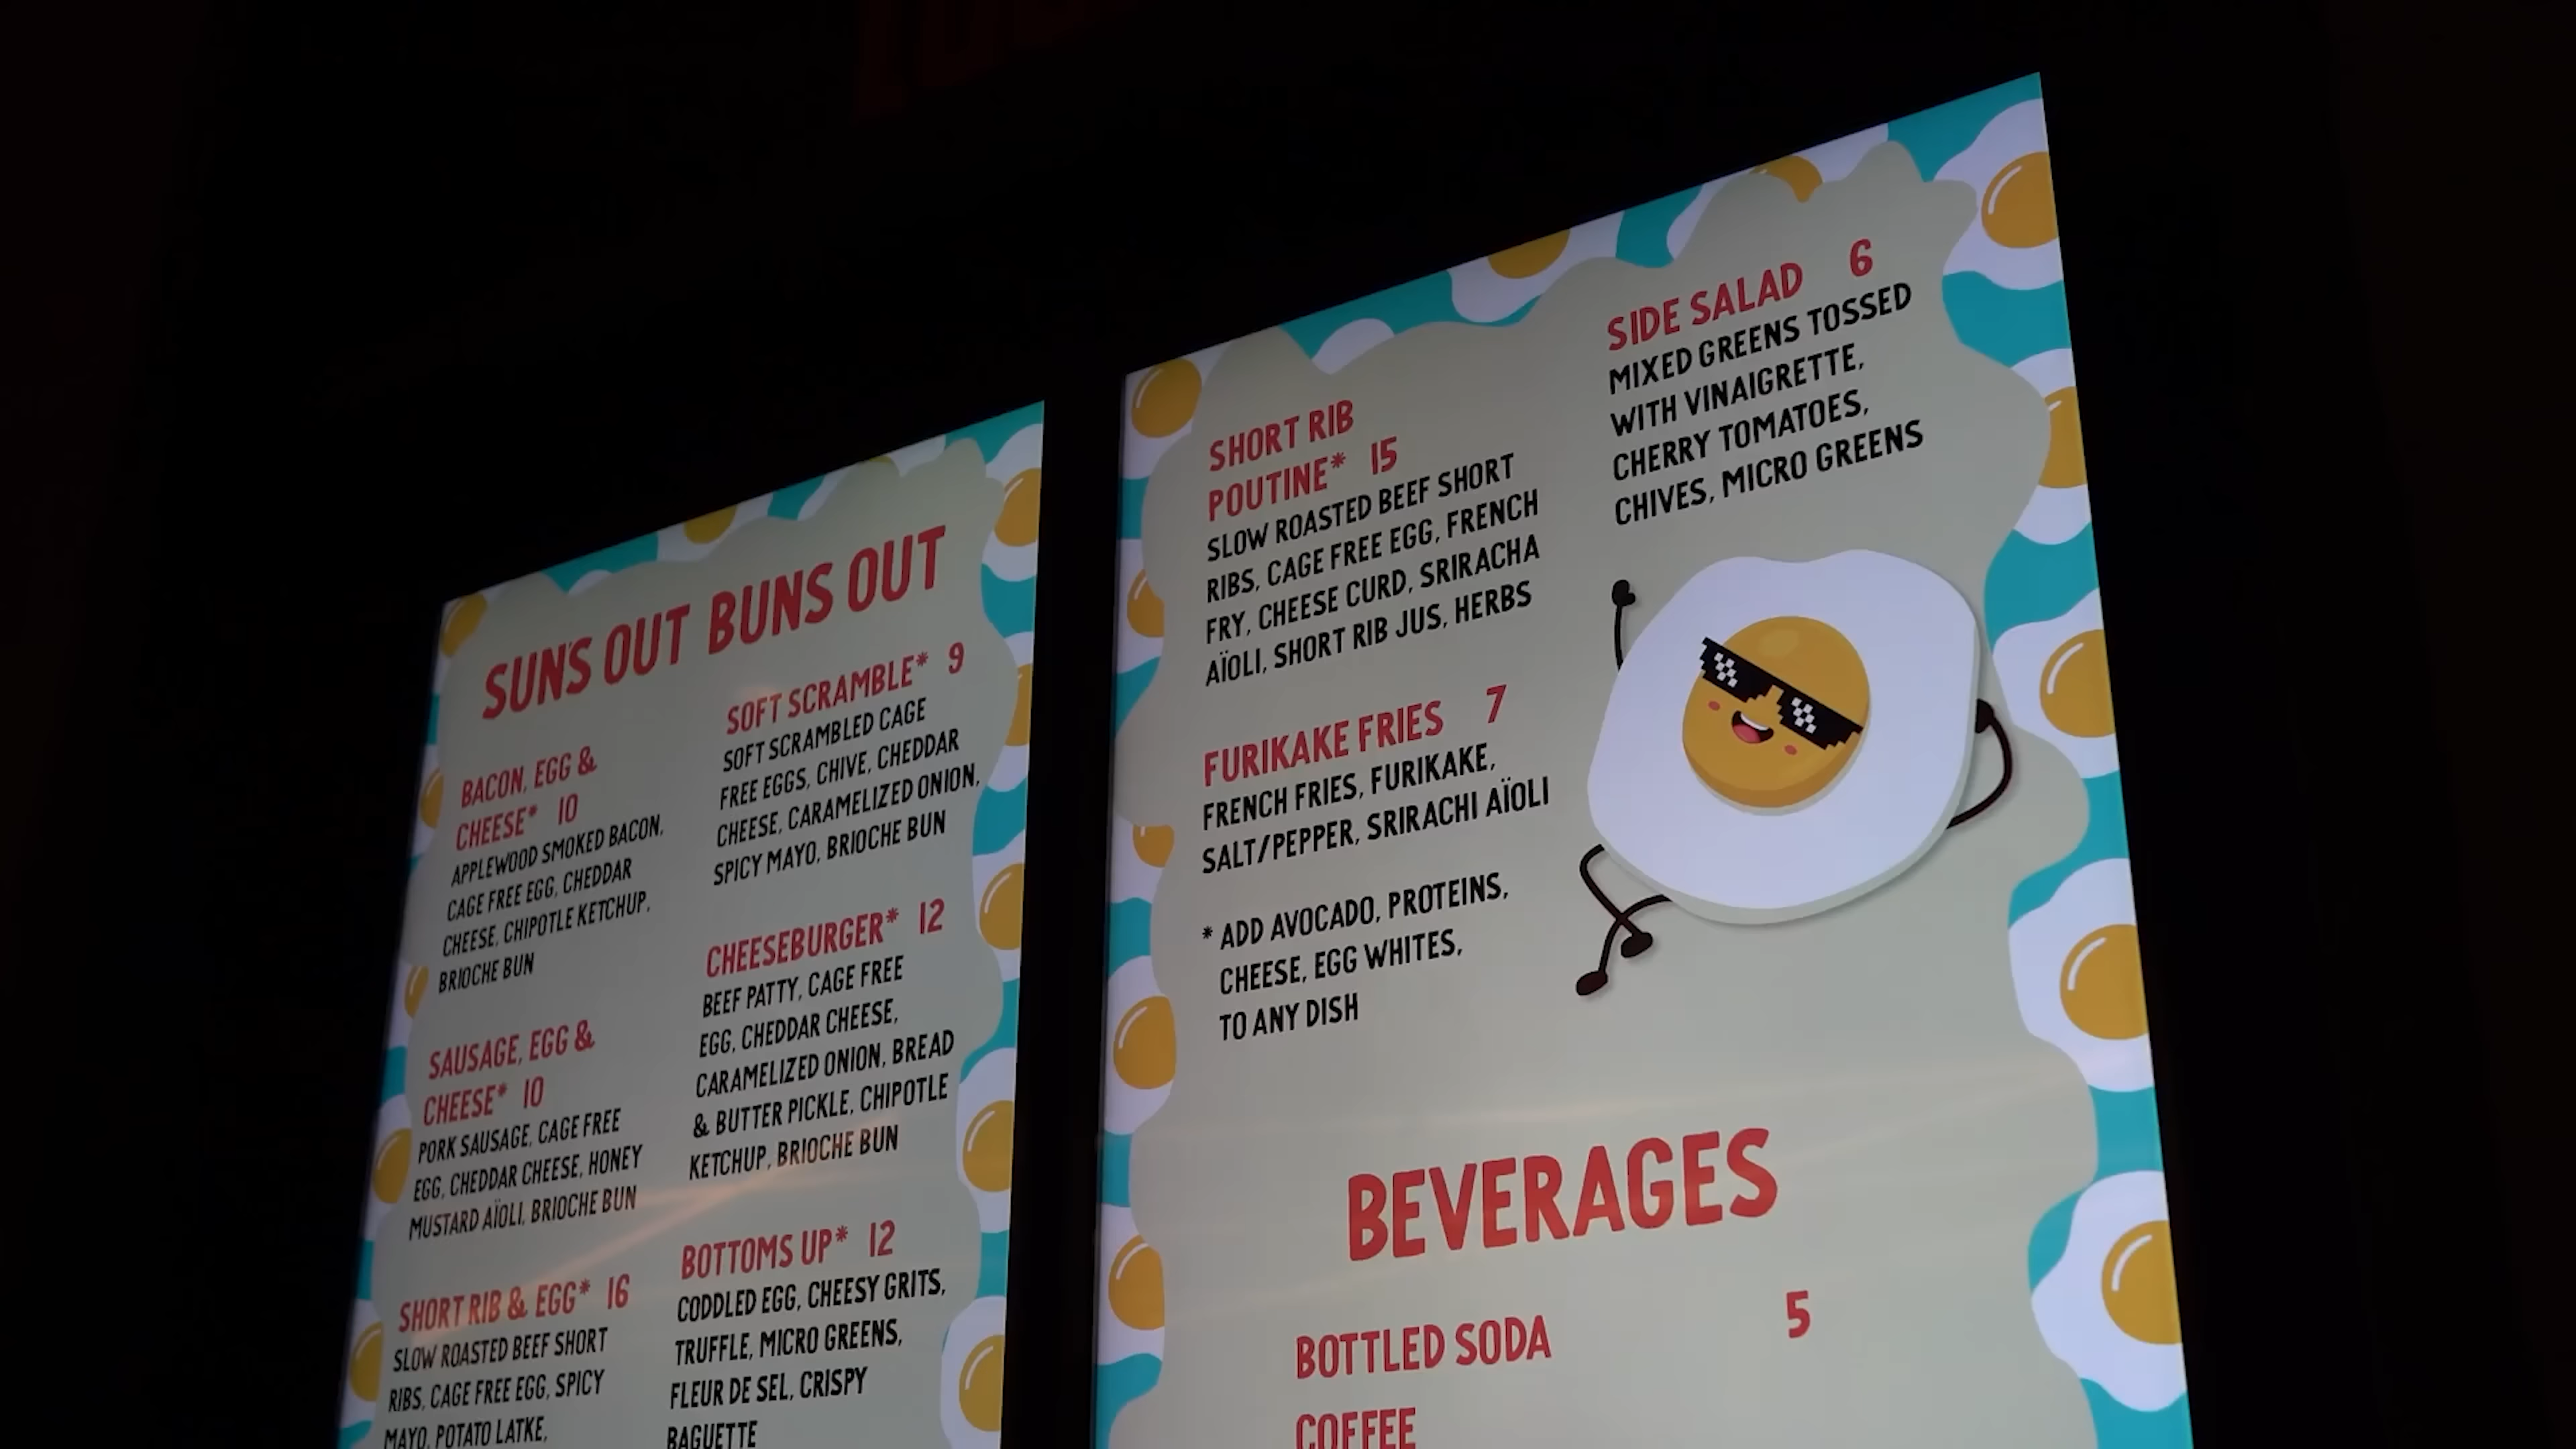 SUN'S OUT BUNS OUT
BACON, EGG &
CHEESE* 10
APPLEWOOD SMOKED BACON,
CAGE FREE EGG, CHEDDAR
CHEESE, CHIPOTLE KETCHUP,
BRIOCHE BUN
SAUSAGE, EGG &
CHEESE* 10
PORK SAUSAGE, CAGE FREE
EGG, CHEDDAR CHEESE, HONEY
MUSTARD AÏOLI, BRIOCHE BUN
SHORT RIB & EGG* 16
SLOW ROASTED BEEF SHORT
RIBS, CAGE FREE EGG, SPICY
MAYO, POTATO LATKE,
SOFT SCRAMBLE* 9
SOFT SCRAMBLED CAGE
FREE EGGS, CHIVE, CHEDDAR
CHEESE, CARAMELIZED ONION,
SPICY MAYO, BRIOCHE BUN
CHEESEBURGER* 12
BEEF PATTY, CAGE FREE
EGG, CHEDDAR CHEESE,
CARAMELIZED ONION, BREAD
& BUTTER PICKLE, CHIPOTLE
KETCHUP, BRIOCHE BUN
BOTTOMS UP* 12
CODDLED EGG, CHEESY GRITS,
TRUFFLE, MICRO GREENS,
FLEUR DE SEL, CRISPY
BAGUETTE
SHORT RIB
POUTINE* 15
SLOW ROASTED BEEF SHORT
RIBS, CAGE FREE EGG, FRENCH
FRY, CHEESE CURD, SRIRACHA
AÏOLI, SHORT RIB JUS, HERBS
FURIKAKE FRIES 7
FRENCH FRIES, FURIKAKE,
SALT/PEPPER, SRIRACHI AÏOLI
* ADD AVOCADO, PROTEINS,
CHEESE, EGG WHITES,
TO ANY DISH
SIDE SALAD 6
MIXED GREENS TOSSED
WITH VINAIGRETTE,
CHERRY TOMATOES,
CHIVES, MICRO GREENS
BEVERAGES
BOTTLED SODA 5
COFFEE